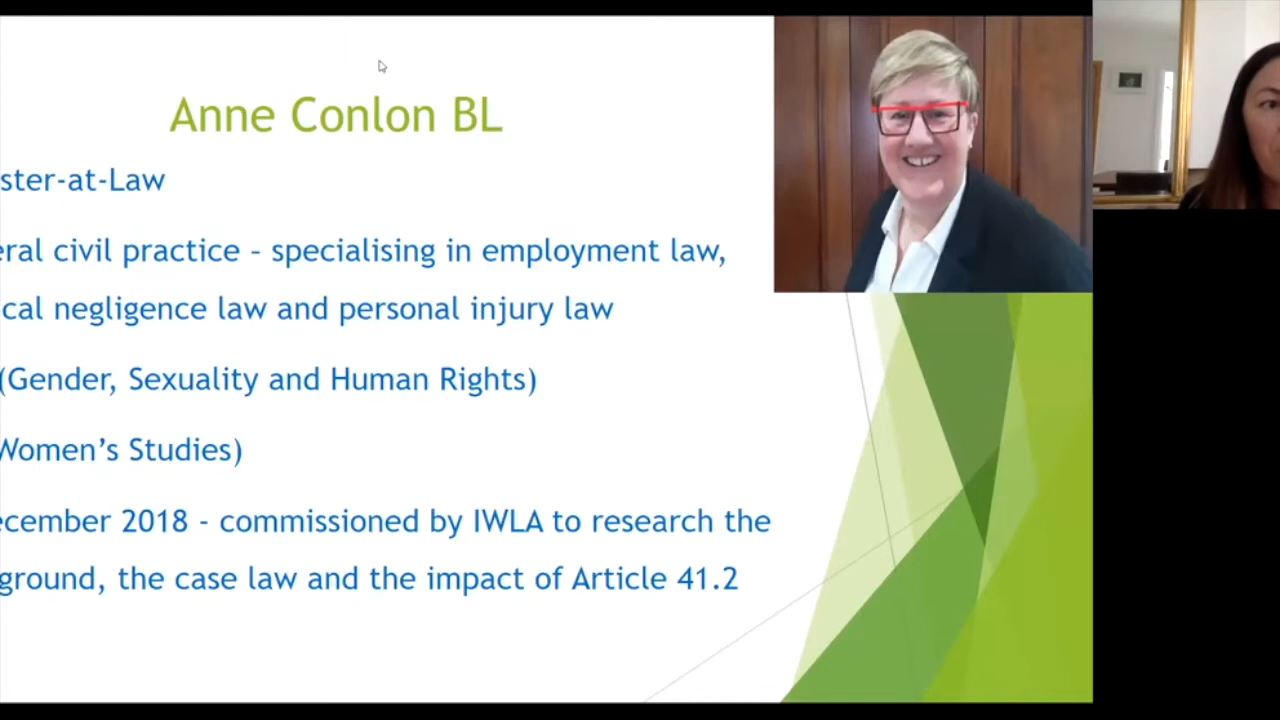 Anne Conlon BL
ster-at-Law
eral civil practice – specialising in employment law,
cal negligence law and personal injury law
(Gender, Sexuality and Human Rights)
Women's Studies)
ecember 2018 - commissioned by IWLA to research the
ground, the case law and the impact of Article 41.2